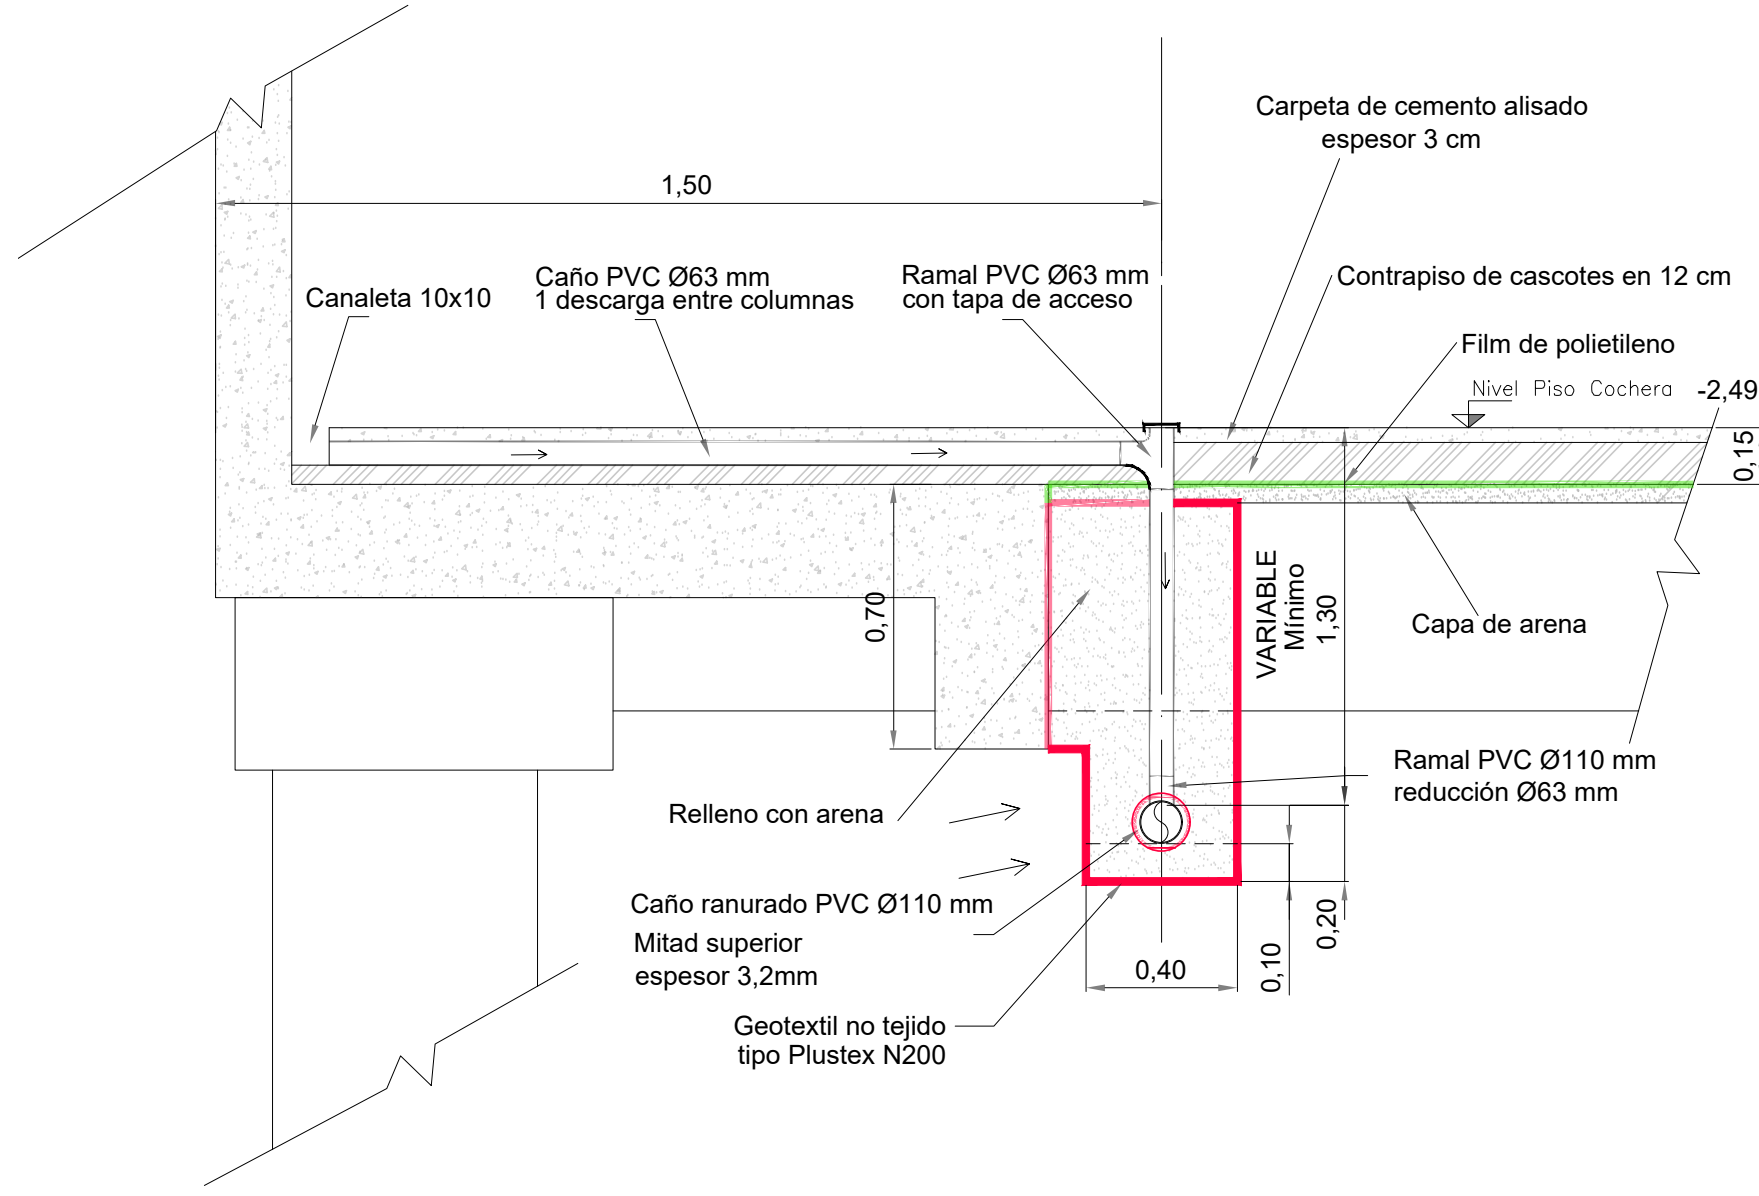 Carpeta de cemento alisado
espesor 3 cm
1,50
Canaleta 10x10
Caño PVC Ø63 mm
1 descarga entre columnas
Ramal PVC Ø63 mm
con tapa de acceso
Contrapiso de cascotes en 12 cm
Film de polietileno
Nivel Piso Cochera -2,49
0,15
0,70
VARIABLE
Mínimo
1,30
Capa de arena
Relleno con arena
Ramal PVC Ø110 mm
reducción Ø63 mm
Caño ranurado PVC Ø110 mm
Mitad superior
espesor 3,2mm
0,40
0,10
0,20
Geotextil no tejido
tipo Plustex N200